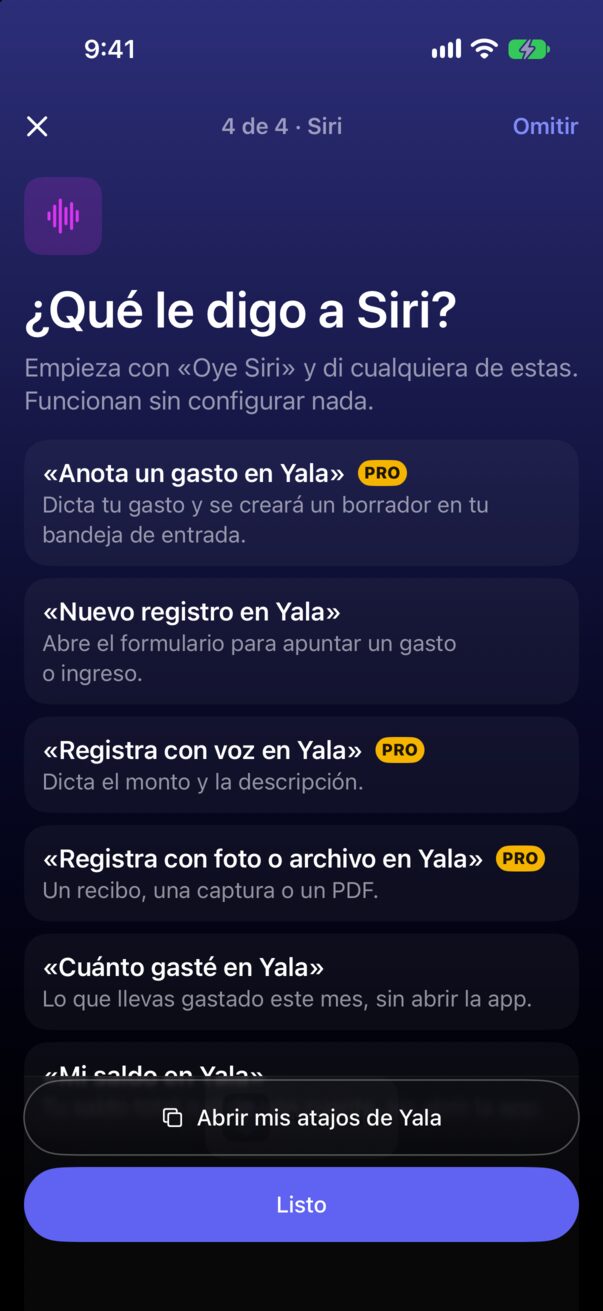 9:41
4 de 4 · Siri
Omitir
¿Qué le digo a Siri?
Empieza con «Oye Siri» y di cualquiera de estas.
Funcionan sin configurar nada.
«Anota un gasto en Yala» PRO
Dicta tu gasto y se creará un borrador en tu
bandeja de entrada.
«Nuevo registro en Yala»
Abre el formulario para apuntar un gasto
o ingreso.
«Registra con voz en Yala» PRO
Dicta el monto y la descripción.
«Registra con foto o archivo en Yala» PRO
Un recibo, una captura o un PDF.
«Cuánto gasté en Yala»
Lo que llevas gastado este mes, sin abrir la app.
«Mi saldo en Yala»
Abrir mis atajos de Yala
Listo